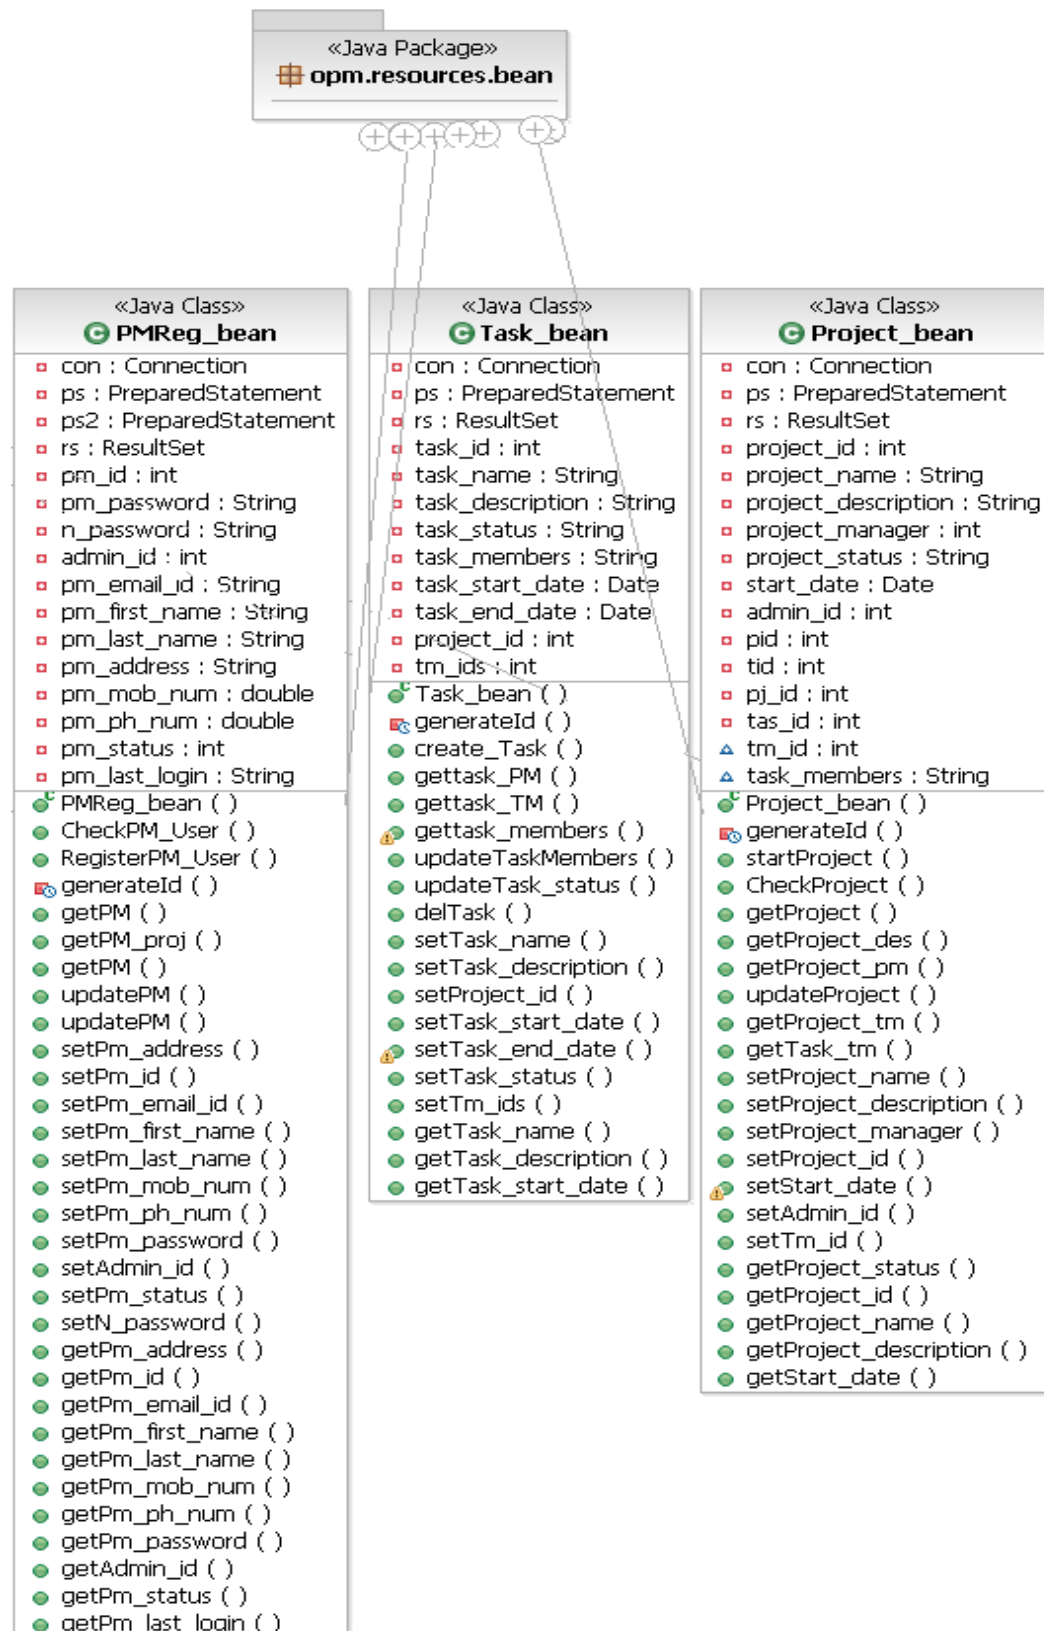 «Java Package»
opm.resources.bean
«Java Class»
PMReg_bean
con : Connection
ps : PreparedStatement
ps2 : PreparedStatement
rs : ResultSet
pm_id : int
pm_password : String
n_password : String
admin_id : int
pm_email_id : String
pm_first_name : String
pm_last_name : String
pm_address : String
pm_mob_num : double
pm_ph_num : double
pm_status : int
pm_last_login : String
PMReg_bean ( )
CheckPM_User ( )
RegisterPM_User ( )
generateId ( )
getPM ( )
getPM_proj ( )
getPM ( )
updatePM ( )
updatePM ( )
setPm_address ( )
setPm_id ( )
setPm_email_id ( )
setPm_first_name ( )
setPm_last_name ( )
setPm_mob_num ( )
setPm_ph_num ( )
setPm_password ( )
setAdmin_id ( )
setPm_status ( )
setN_password ( )
getPm_address ( )
getPm_id ( )
getPm_email_id ( )
getPm_first_name ( )
getPm_last_name ( )
getPm_mob_num ( )
getPm_ph_num ( )
getPm_password ( )
getAdmin_id ( )
getPm_status ( )
getPm_last_login ( )
«Java Class»
Task_bean
con : Connection
ps : PreparedStatement
rs : ResultSet
task_id : int
task_name : String
task_description : String
task_status : String
task_members : String
task_start_date : Date
task_end_date : Date
project_id : int
tm_ids : int
Task_bean ( )
generateId ( )
create_Task ( )
gettask_PM ( )
gettask_TM ( )
gettask_members ( )
updateTaskMembers ( )
updateTask_status ( )
delTask ( )
setTask_name ( )
setTask_description ( )
setProject_id ( )
setTask_start_date ( )
setTask_end_date ( )
setTask_status ( )
setTm_ids ( )
getTask_name ( )
getTask_description ( )
getTask_start_date ( )
«Java Class»
Project_bean
con : Connection
ps : PreparedStatement
rs : ResultSet
project_id : int
project_name : String
project_description : String
project_manager : int
project_status : String
start_date : Date
admin_id : int
pid : int
tid : int
pj_id : int
tas_id : int
tm_id : int
task_members : String
Project_bean ( )
generateId ( )
startProject ( )
CheckProject ( )
getProject ( )
getProject_des ( )
getProject_pm ( )
updateProject ( )
getProject_tm ( )
getTask_tm ( )
setProject_name ( )
setProject_description ( )
setProject_manager ( )
setProject_id ( )
setStart_date ( )
setAdmin_id ( )
setTm_id ( )
getProject_status ( )
getProject_id ( )
getProject_name ( )
getProject_description ( )
getStart_date ( )